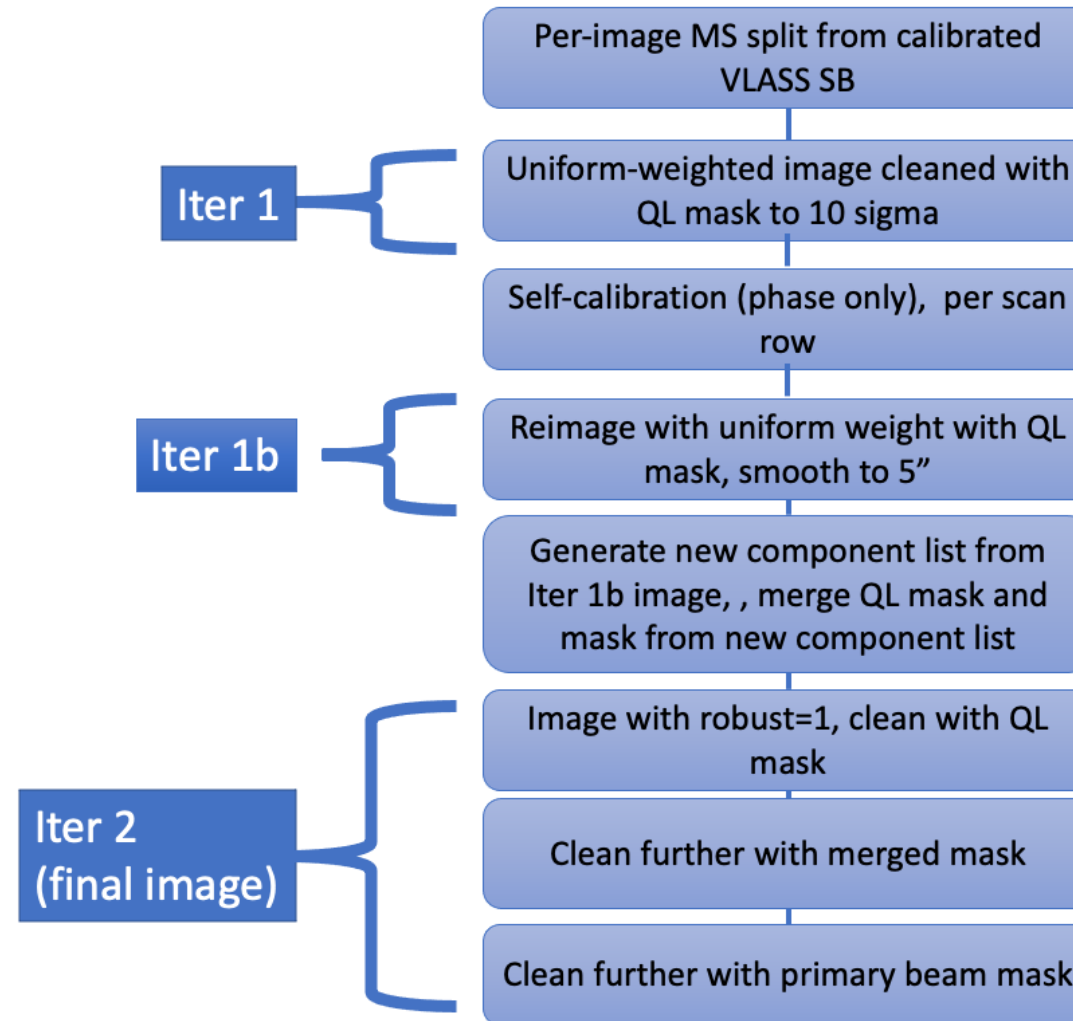 Per-image MS split from calibrated
VLASS SB
Iter 1
Uniform-weighted image cleaned with
QL mask to 10 sigma
Self-calibration (phase only),  per scan
row
Iter 1b
Reimage with uniform weight with QL
mask, smooth to 5”
Generate new component list from
Iter 1b image, , merge QL mask and
mask from new component list
Iter 2
(final image)
Image with robust=1, clean with QL
mask
Clean further with merged mask
Clean further with primary beam mask